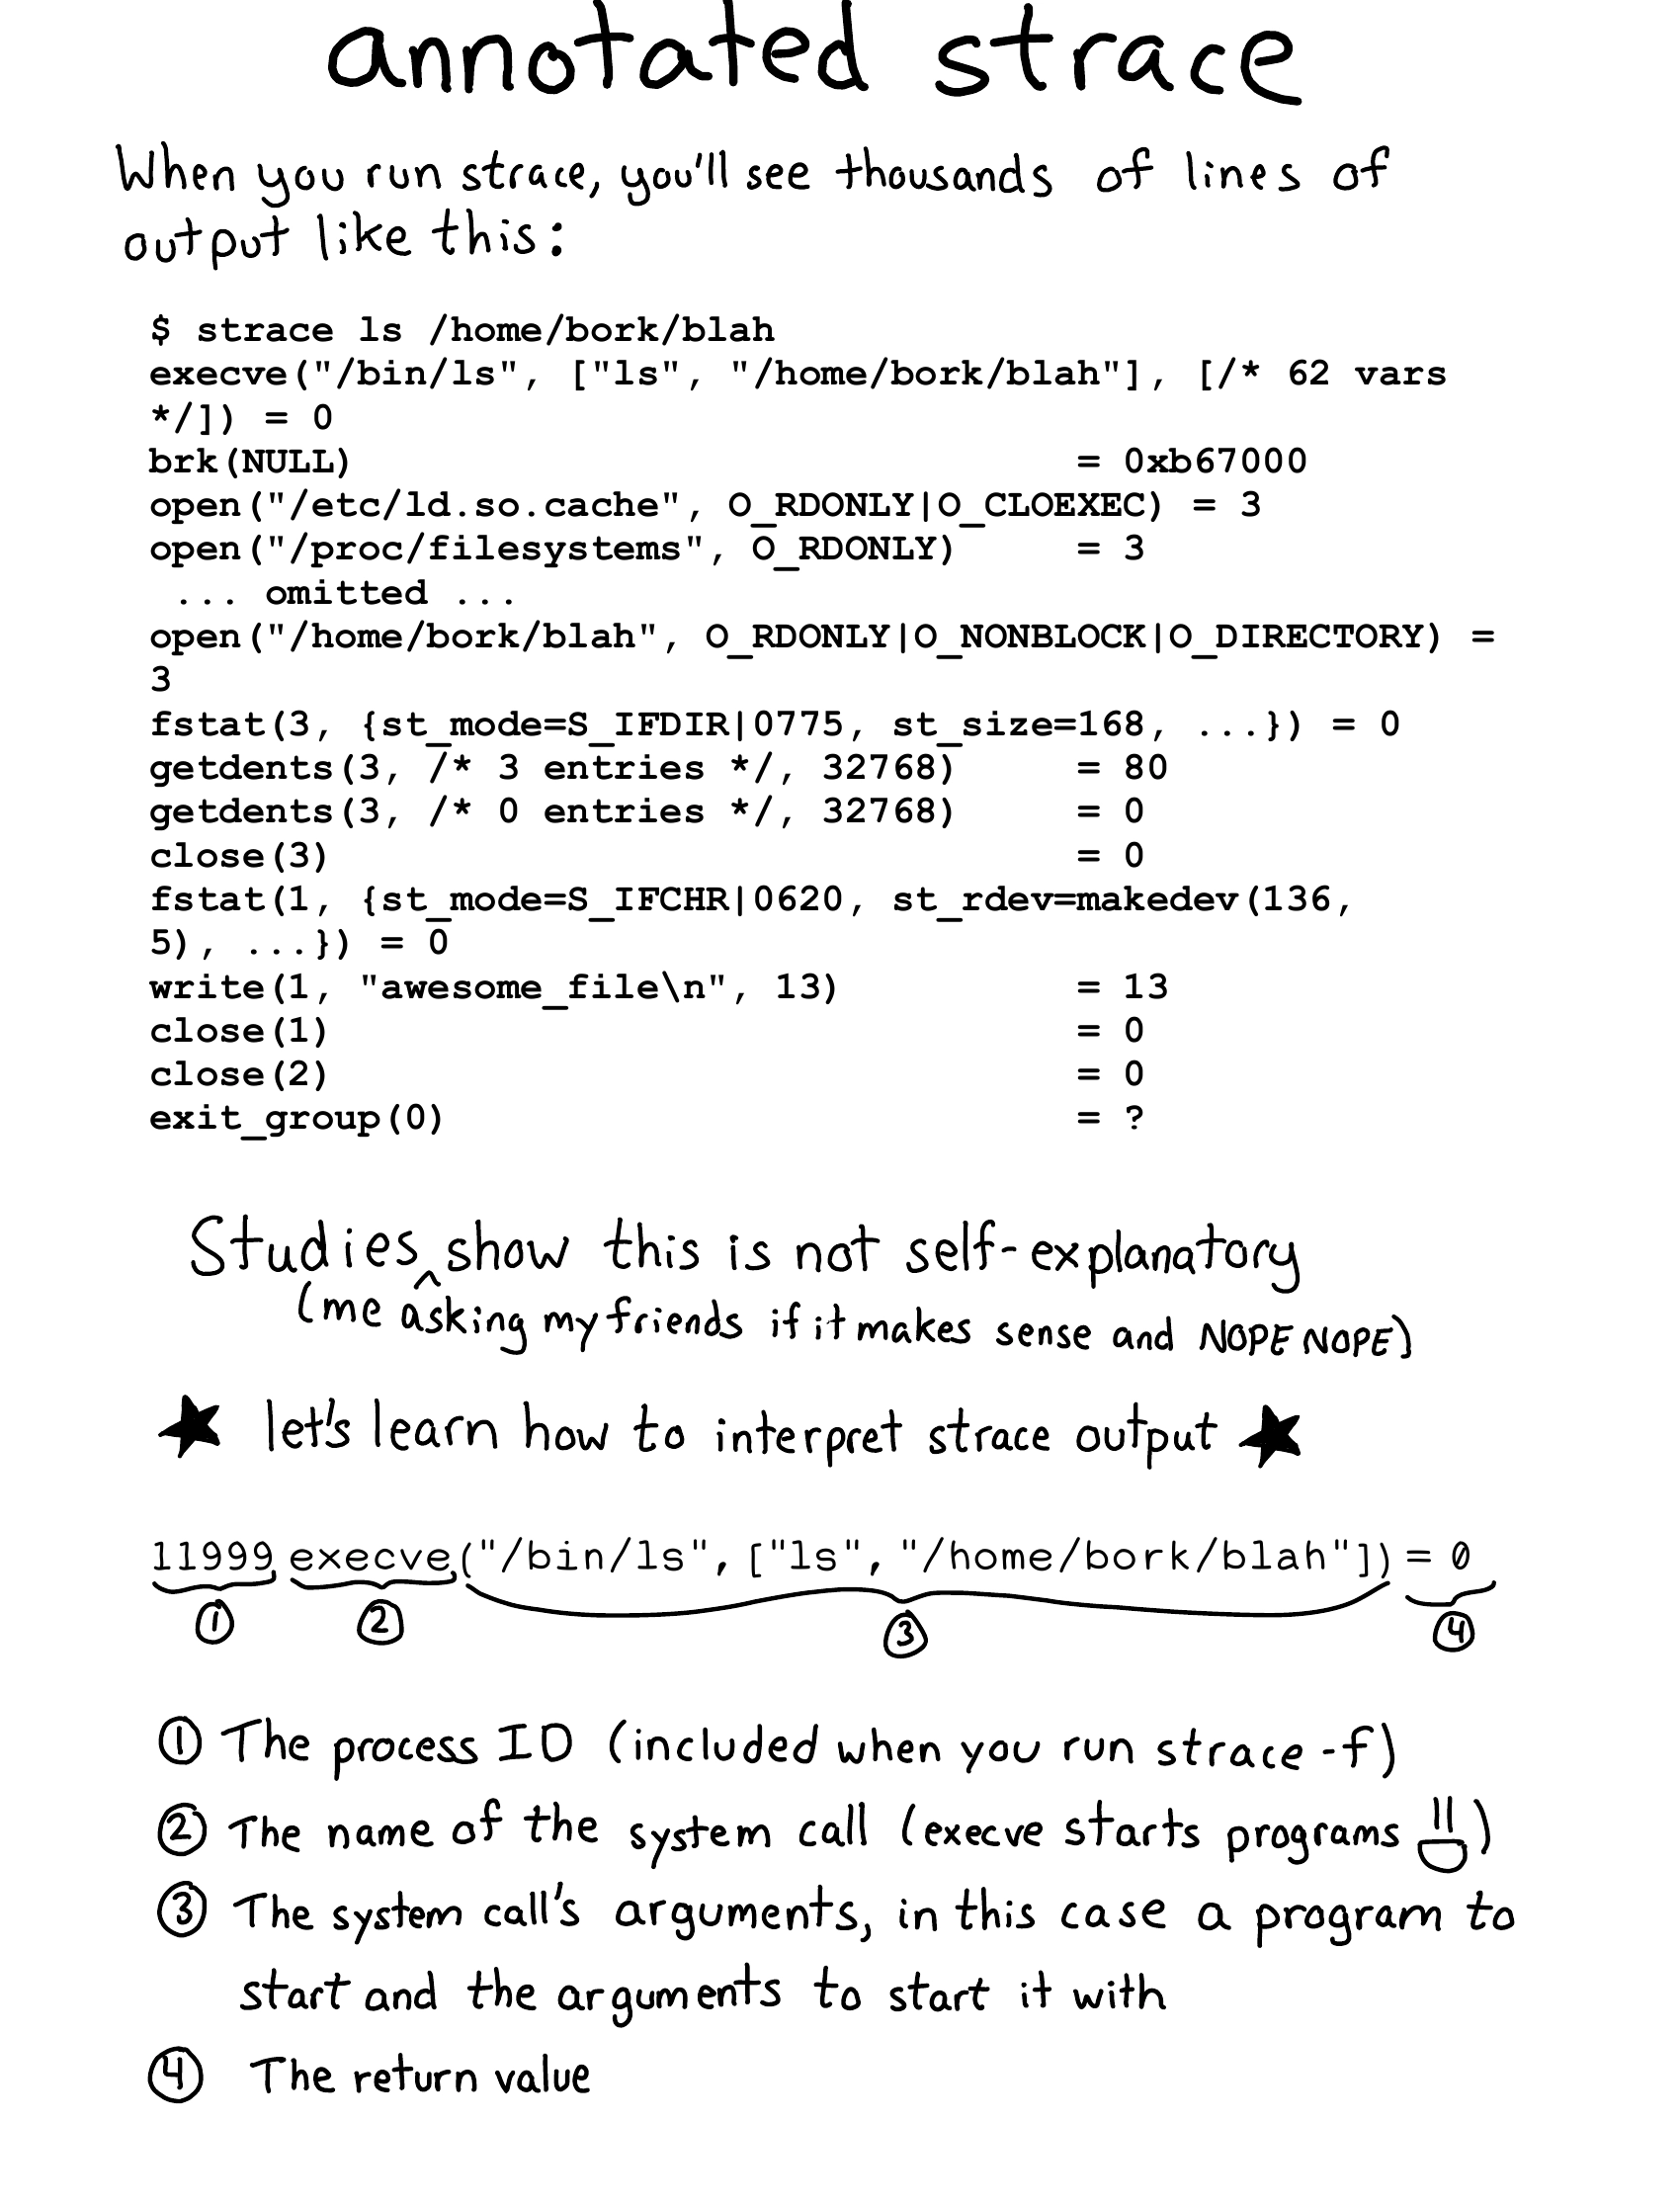 annotated strace
When you run strace, you'll see thousands of lines of
output like this:
$ strace ls /home/bork/blah
execve("/bin/ls", ["ls", "/home/bork/blah"], [/* 62 vars
*/]) = 0
brk(NULL) = 0xb67000
open("/etc/ld.so.cache", O_RDONLY|O_CLOEXEC) = 3
open("/proc/filesystems", O_RDONLY) = 3
... omitted ...
open("/home/bork/blah", O_RDONLY|O_NONBLOCK|O_DIRECTORY) =
3
fstat(3, {st_mode=S_IFDIR|0775, st_size=168, ...}) = 0
getdents(3, /* 3 entries */, 32768) = 80
getdents(3, /* 0 entries */, 32768) = 0
close(3) = 0
fstat(1, {st_mode=S_IFCHR|0620, st_rdev=makedev(136,
5), ...}) = 0
write(1, "awesome_file\n", 13) = 13
close(1) = 0
close(2) = 0
exit_group(0) = ?
Studies ^ show this is not self-explanatory
(me asking my friends if it makes sense and NOPE NOPE)
★ let's learn how to interpret strace output ★
11999 execve("/bin/ls", ["ls", "/home/bork/blah"]) = 0
① ② ③ ④
① The process ID (included when you run strace -f)
② The name of the system call (execve starts programs)
③ The system call's arguments, in this case a program to
start and the arguments to start it with
④ The return value